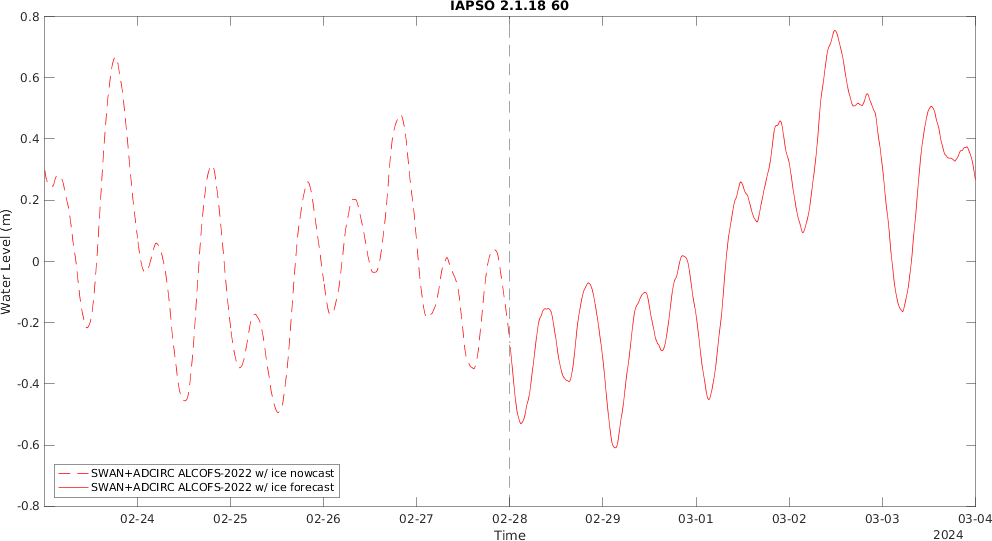 IAPSO 2.1.18 60
0.8
0.6
0.4
0.2
0
-0.2
-0.4
-0.6
-0.8
Water Level (m)
SWAN+ADCIRC ALCOFS-2022 w/ ice nowcast
SWAN+ADCIRC ALCOFS-2022 w/ ice forecast
02-24 02-25 02-26 02-27 02-28 02-29 03-01 03-02 03-03 03-04
Time
2024